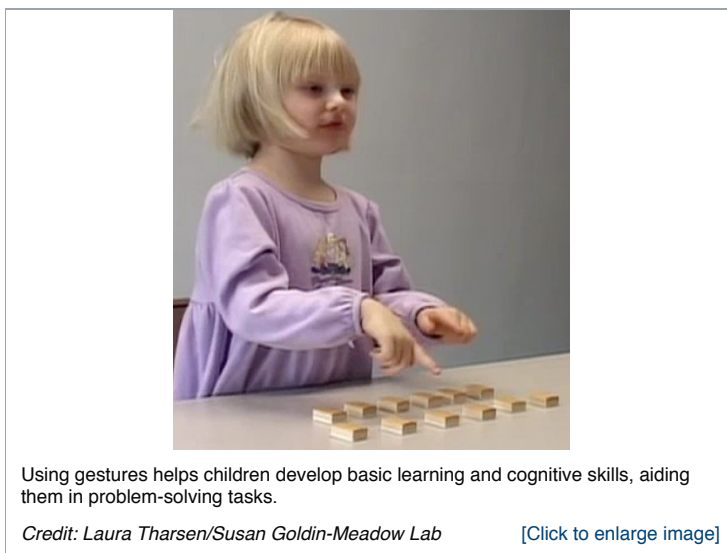 Using gestures helps children develop basic learning and cognitive skills, aiding
them in problem-solving tasks.
Credit: Laura Tharsen/Susan Goldin-Meadow Lab [Click to enlarge image]